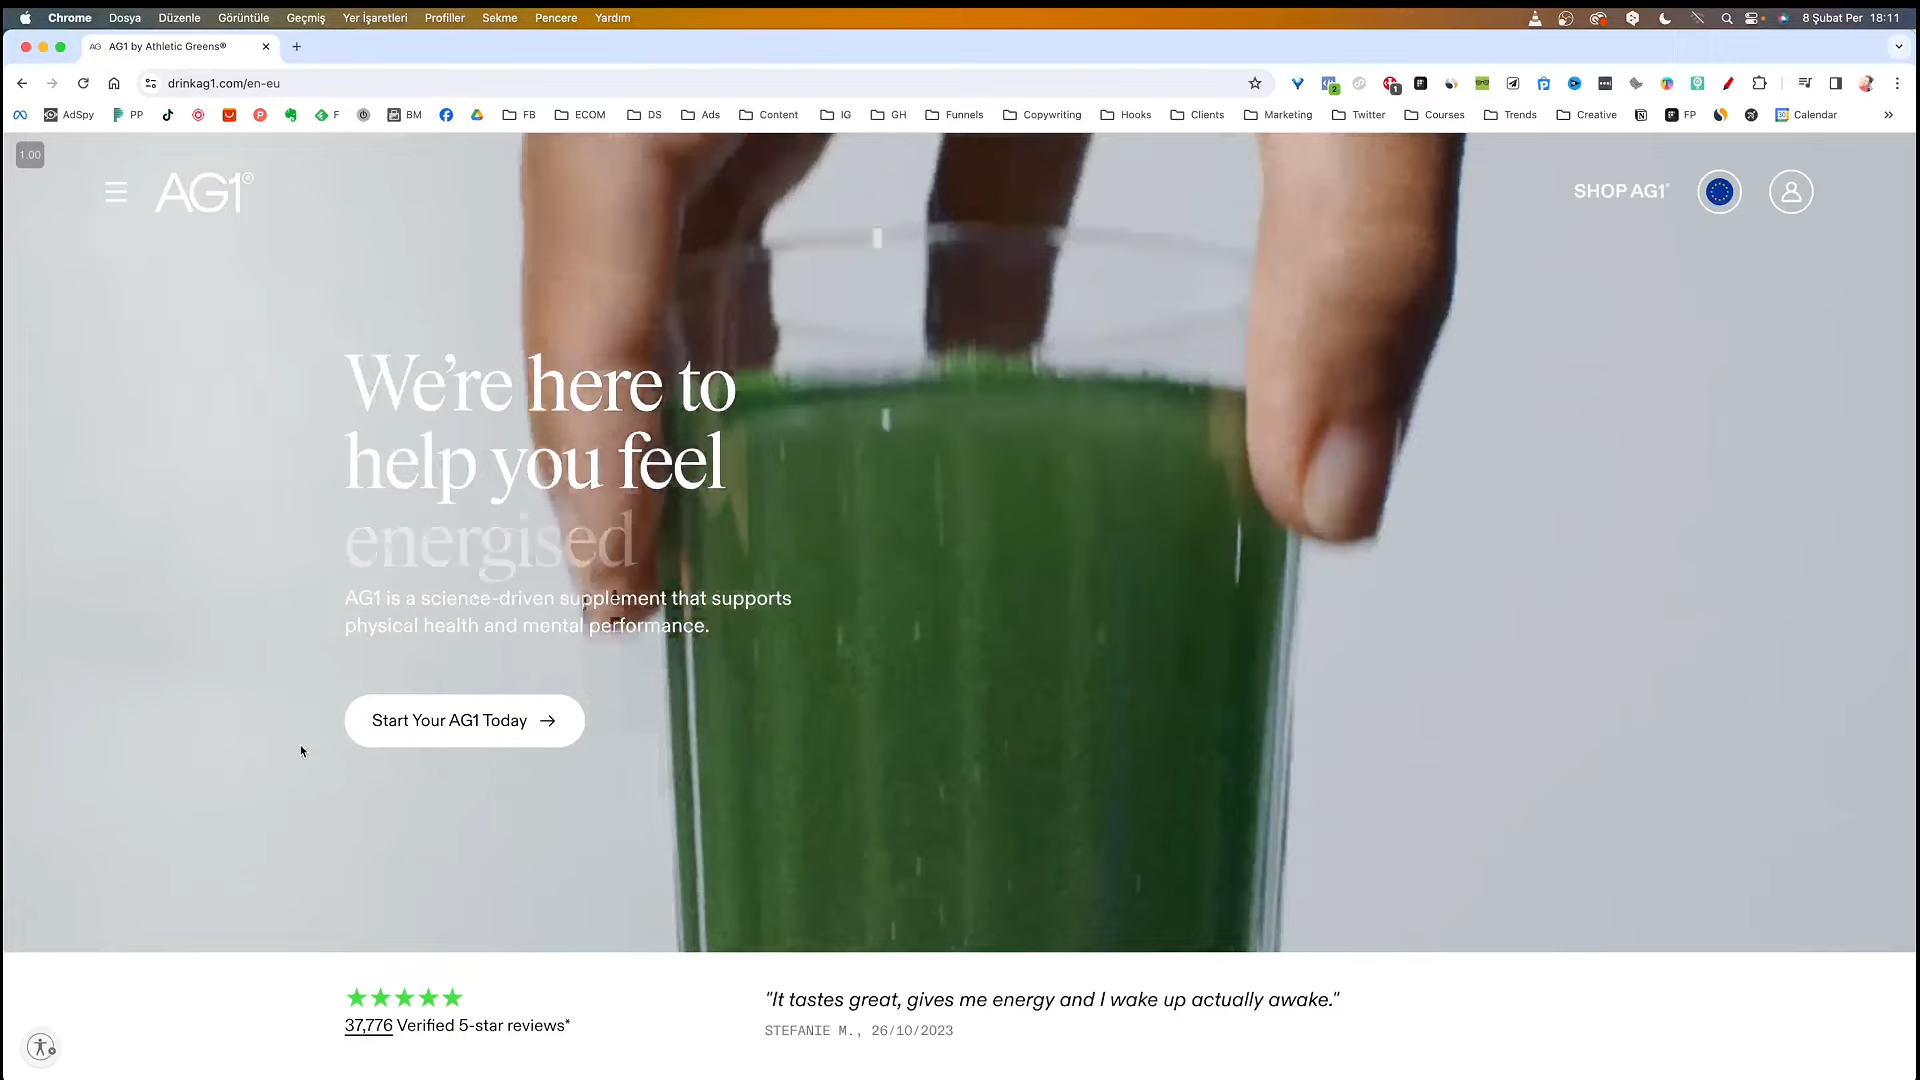 Chrome Dosya Düzenle Görüntüle Geçmiş Yer İşaretleri Profiller Sekme Pencere Yardım 8 Şubat Per 18:11
AG AG1 by Athletic Greens®
drinkag1.com/en-eu 2 1
AdSpy PP F BM FB ECOM DS Ads Content IG GH Funnels Copywriting Hooks Clients Marketing Twitter Courses Trends Creative FP Calendar
1.00
AG1® SHOP AG1®
We're here to
help you feel
energised
AG1 is a science-driven supplement that supports
physical health and mental performance.
Start Your AG1 Today →
37,776 Verified 5-star reviews*
"It tastes great, gives me energy and I wake up actually awake."
STEFANIE M., 26/10/2023